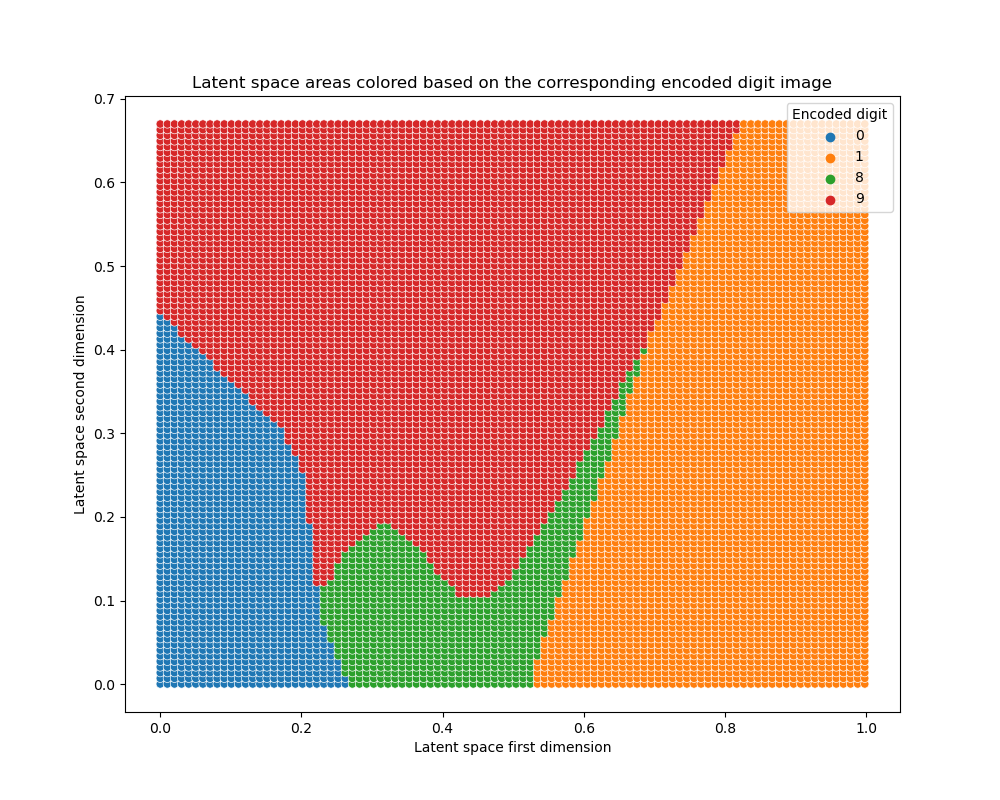 Latent space areas colored based on the corresponding encoded digit image
Encoded digit
0
1
8
9
Latent space second dimension
0.7
0.6
0.5
0.4
0.3
0.2
0.1
0.0
0.0 0.2 0.4 0.6 0.8 1.0
Latent space first dimension